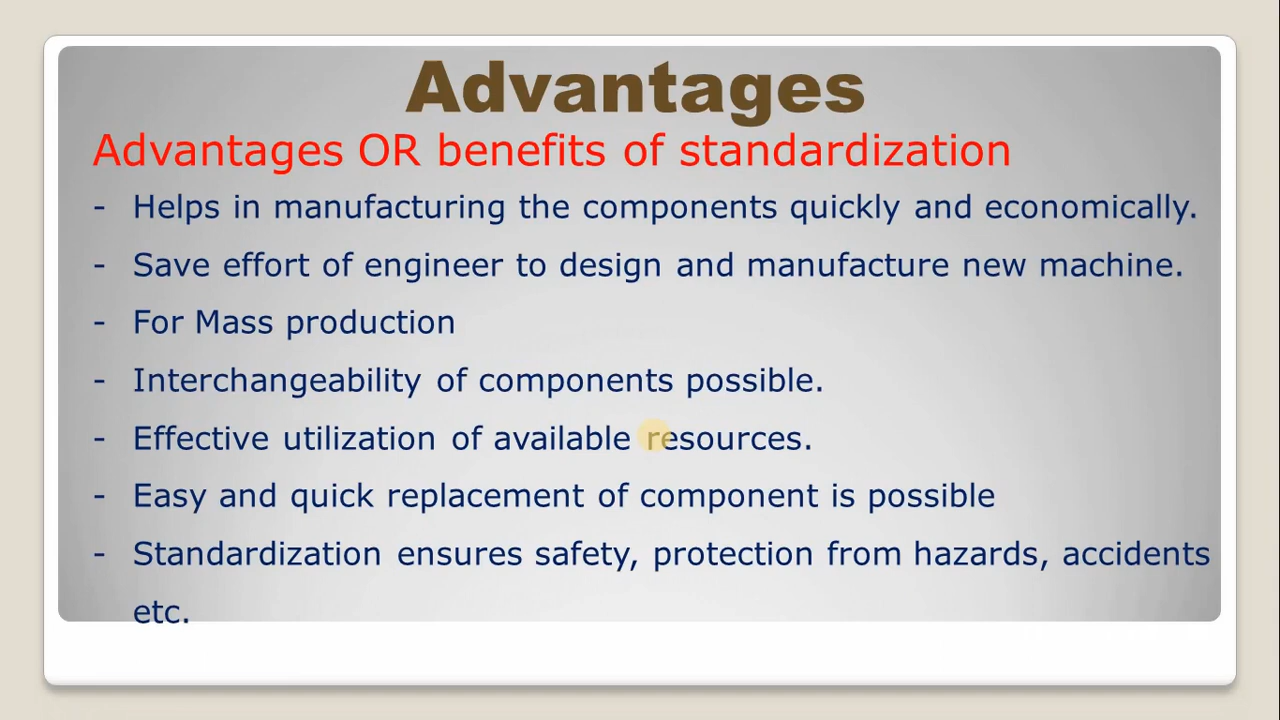 Advantages
Advantages OR benefits of standardization
- Helps in manufacturing the components quickly and economically.
- Save effort of engineer to design and manufacture new machine.
- For Mass production
- Interchangeability of components possible.
- Effective utilization of available resources.
- Easy and quick replacement of component is possible
- Standardization ensures safety, protection from hazards, accidents
etc.